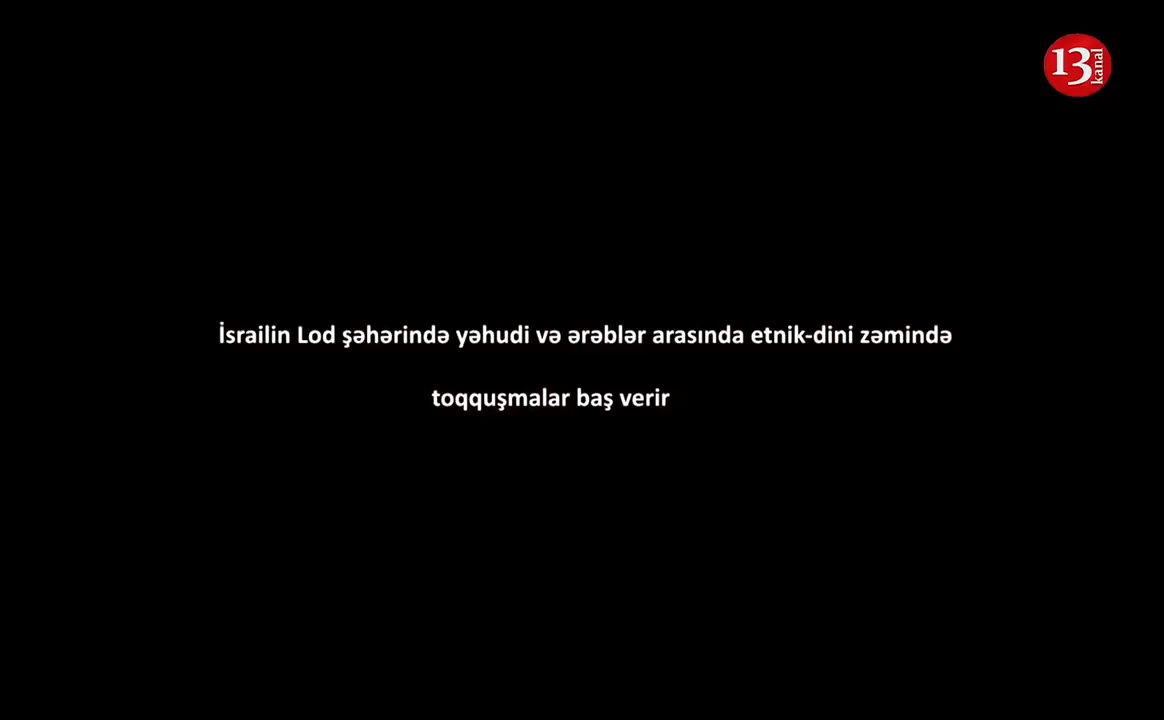 13 kanal
İsrailin Lod şəhərində yəhudi və ərəblər arasında etnik-dini zəmində
toqquşmalar baş verir